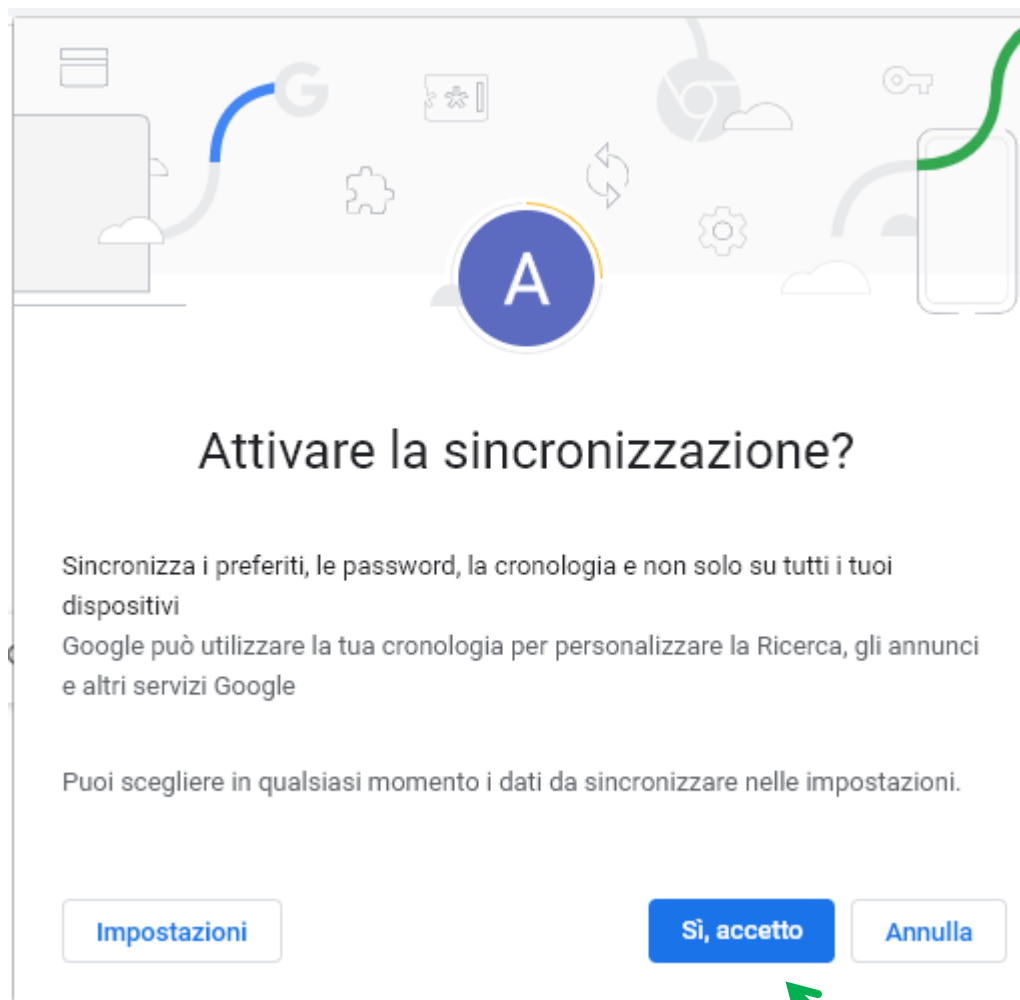 A
Attivare la sincronizzazione?
Sincronizza i preferiti, le password, la cronologia e non solo su tutti i tuoi
dispositivi
Google può utilizzare la tua cronologia per personalizzare la Ricerca, gli annunci
e altri servizi Google
Puoi scegliere in qualsiasi momento i dati da sincronizzare nelle impostazioni.
Impostazioni
Sì, accetto
Annulla